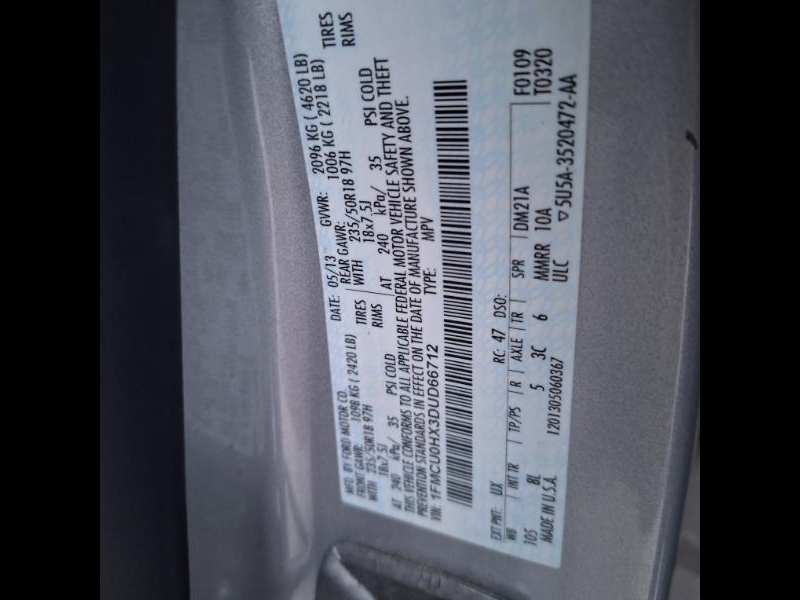 MFD. BY FORD MOTOR CO. DATE: 05/13 GVWR: 2096 KG ( 4620 LB)
FRONT GAWR: 1098 KG ( 2420 LB) REAR GAWR: 1006 KG ( 2218 LB)
WITH 235/50R18 97H TIRES WITH 235/50R18 97H TIRES
18x7.5J RIMS 18x7.5J RIMS
AT 240 kPa/ 35 PSI COLD AT 240 kPa/ 35 PSI COLD
THIS VEHICLE CONFORMS TO ALL APPLICABLE FEDERAL MOTOR VEHICLE SAFETY AND THEFT
PREVENTION STANDARDS IN EFFECT ON THE DATE OF MANUFACTURE SHOWN ABOVE.
VIN: 1FMCU0HX3DUD66712 TYPE: MPV
EXT PNT: UX RC: 47 DSO: F0109
WB INT TR TP/PS R AXLE TR SPR DM21A T0320
105 BL 5 3C 6 MMRR 10A
MADE IN U.S.A. 1201305060367 ULC ▽5U5A-3520472-AA